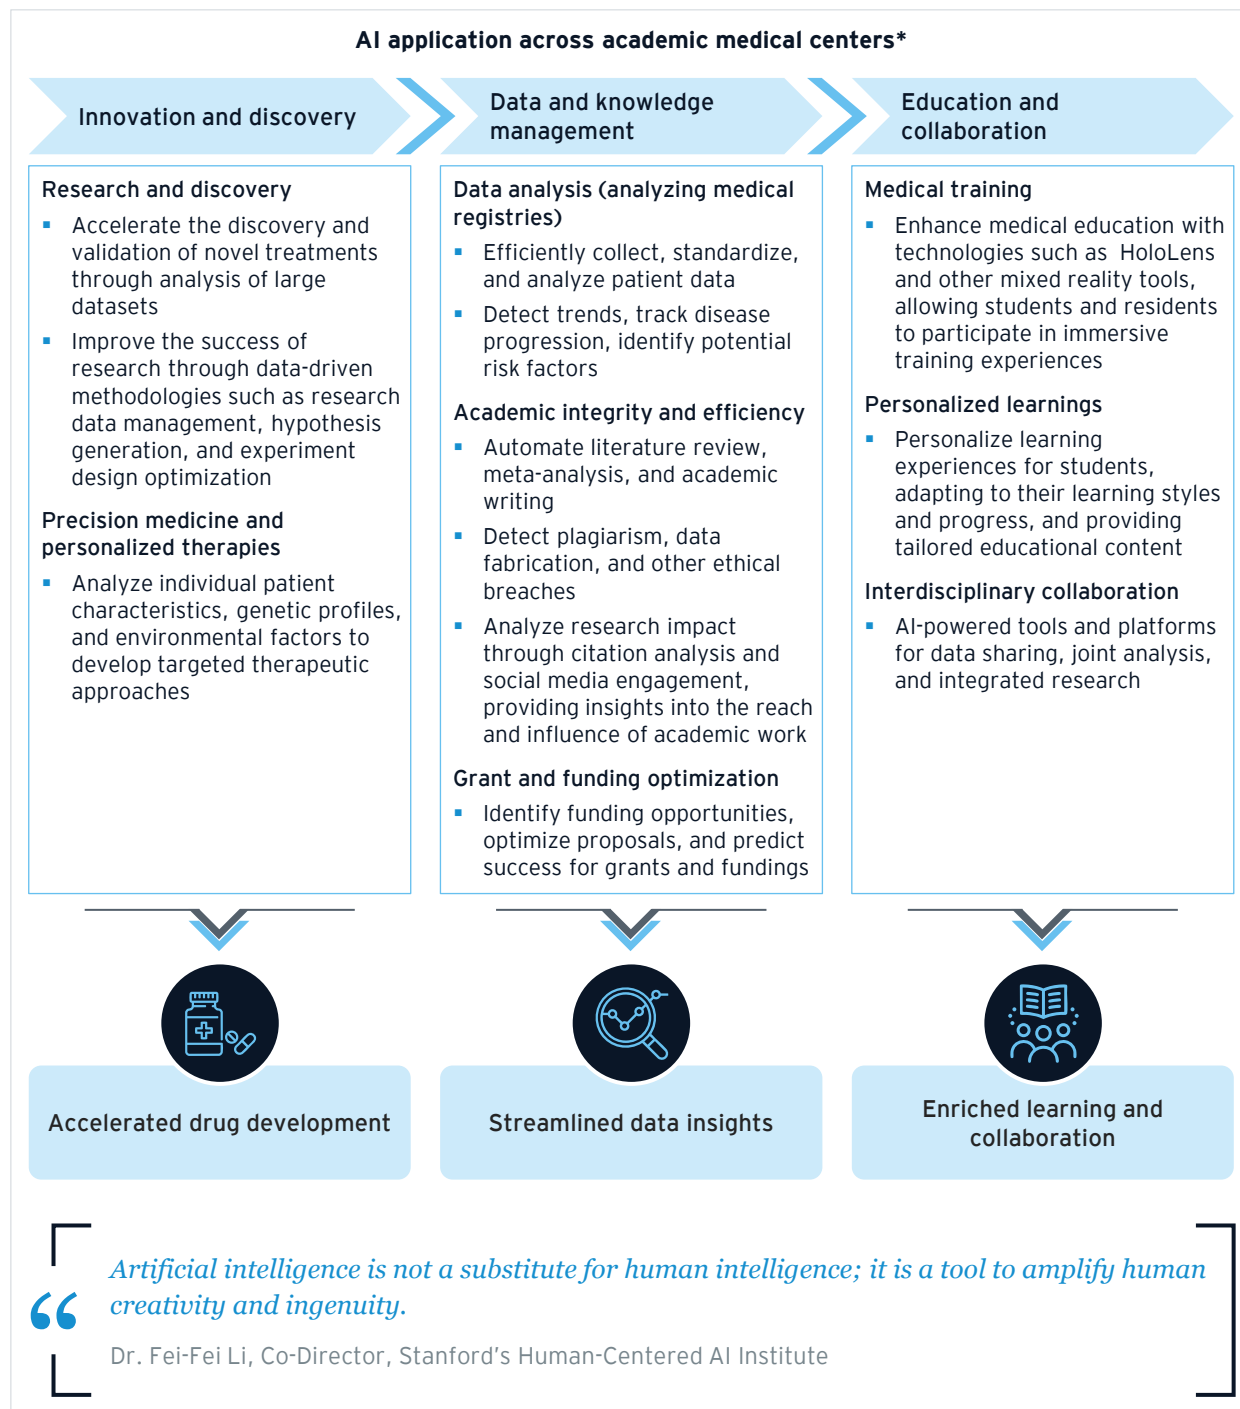 AI application across academic medical centers*
Innovation and discovery
Research and discovery
▪ Accelerate the discovery and
validation of novel treatments
through analysis of large
datasets
▪ Improve the success of
research through data-driven
methodologies such as research
data management, hypothesis
generation, and experiment
design optimization
Precision medicine and
personalized therapies
▪ Analyze individual patient
characteristics, genetic profiles,
and environmental factors to
develop targeted therapeutic
approaches
Accelerated drug development
Data and knowledge
management
Data analysis (analyzing medical
registries)
▪ Efficiently collect, standardize,
and analyze patient data
▪ Detect trends, track disease
progression, identify potential
risk factors
Academic integrity and efficiency
▪ Automate literature review,
meta-analysis, and academic
writing
▪ Detect plagiarism, data
fabrication, and other ethical
breaches
▪ Analyze research impact
through citation analysis and
social media engagement,
providing insights into the reach
and influence of academic work
Grant and funding optimization
▪ Identify funding opportunities,
optimize proposals, and predict
success for grants and fundings
Streamlined data insights
Education and
collaboration
Medical training
▪ Enhance medical education with
technologies such as HoloLens
and other mixed reality tools,
allowing students and residents
to participate in immersive
training experiences
Personalized learnings
▪ Personalize learning
experiences for students,
adapting to their learning styles
and progress, and providing
tailored educational content
Interdisciplinary collaboration
▪ AI-powered tools and platforms
for data sharing, joint analysis,
and integrated research
Enriched learning and
collaboration
“ Artificial intelligence is not a substitute for human intelligence; it is a tool to amplify human
creativity and ingenuity.
Dr. Fei-Fei Li, Co-Director, Stanford’s Human-Centered AI Institute